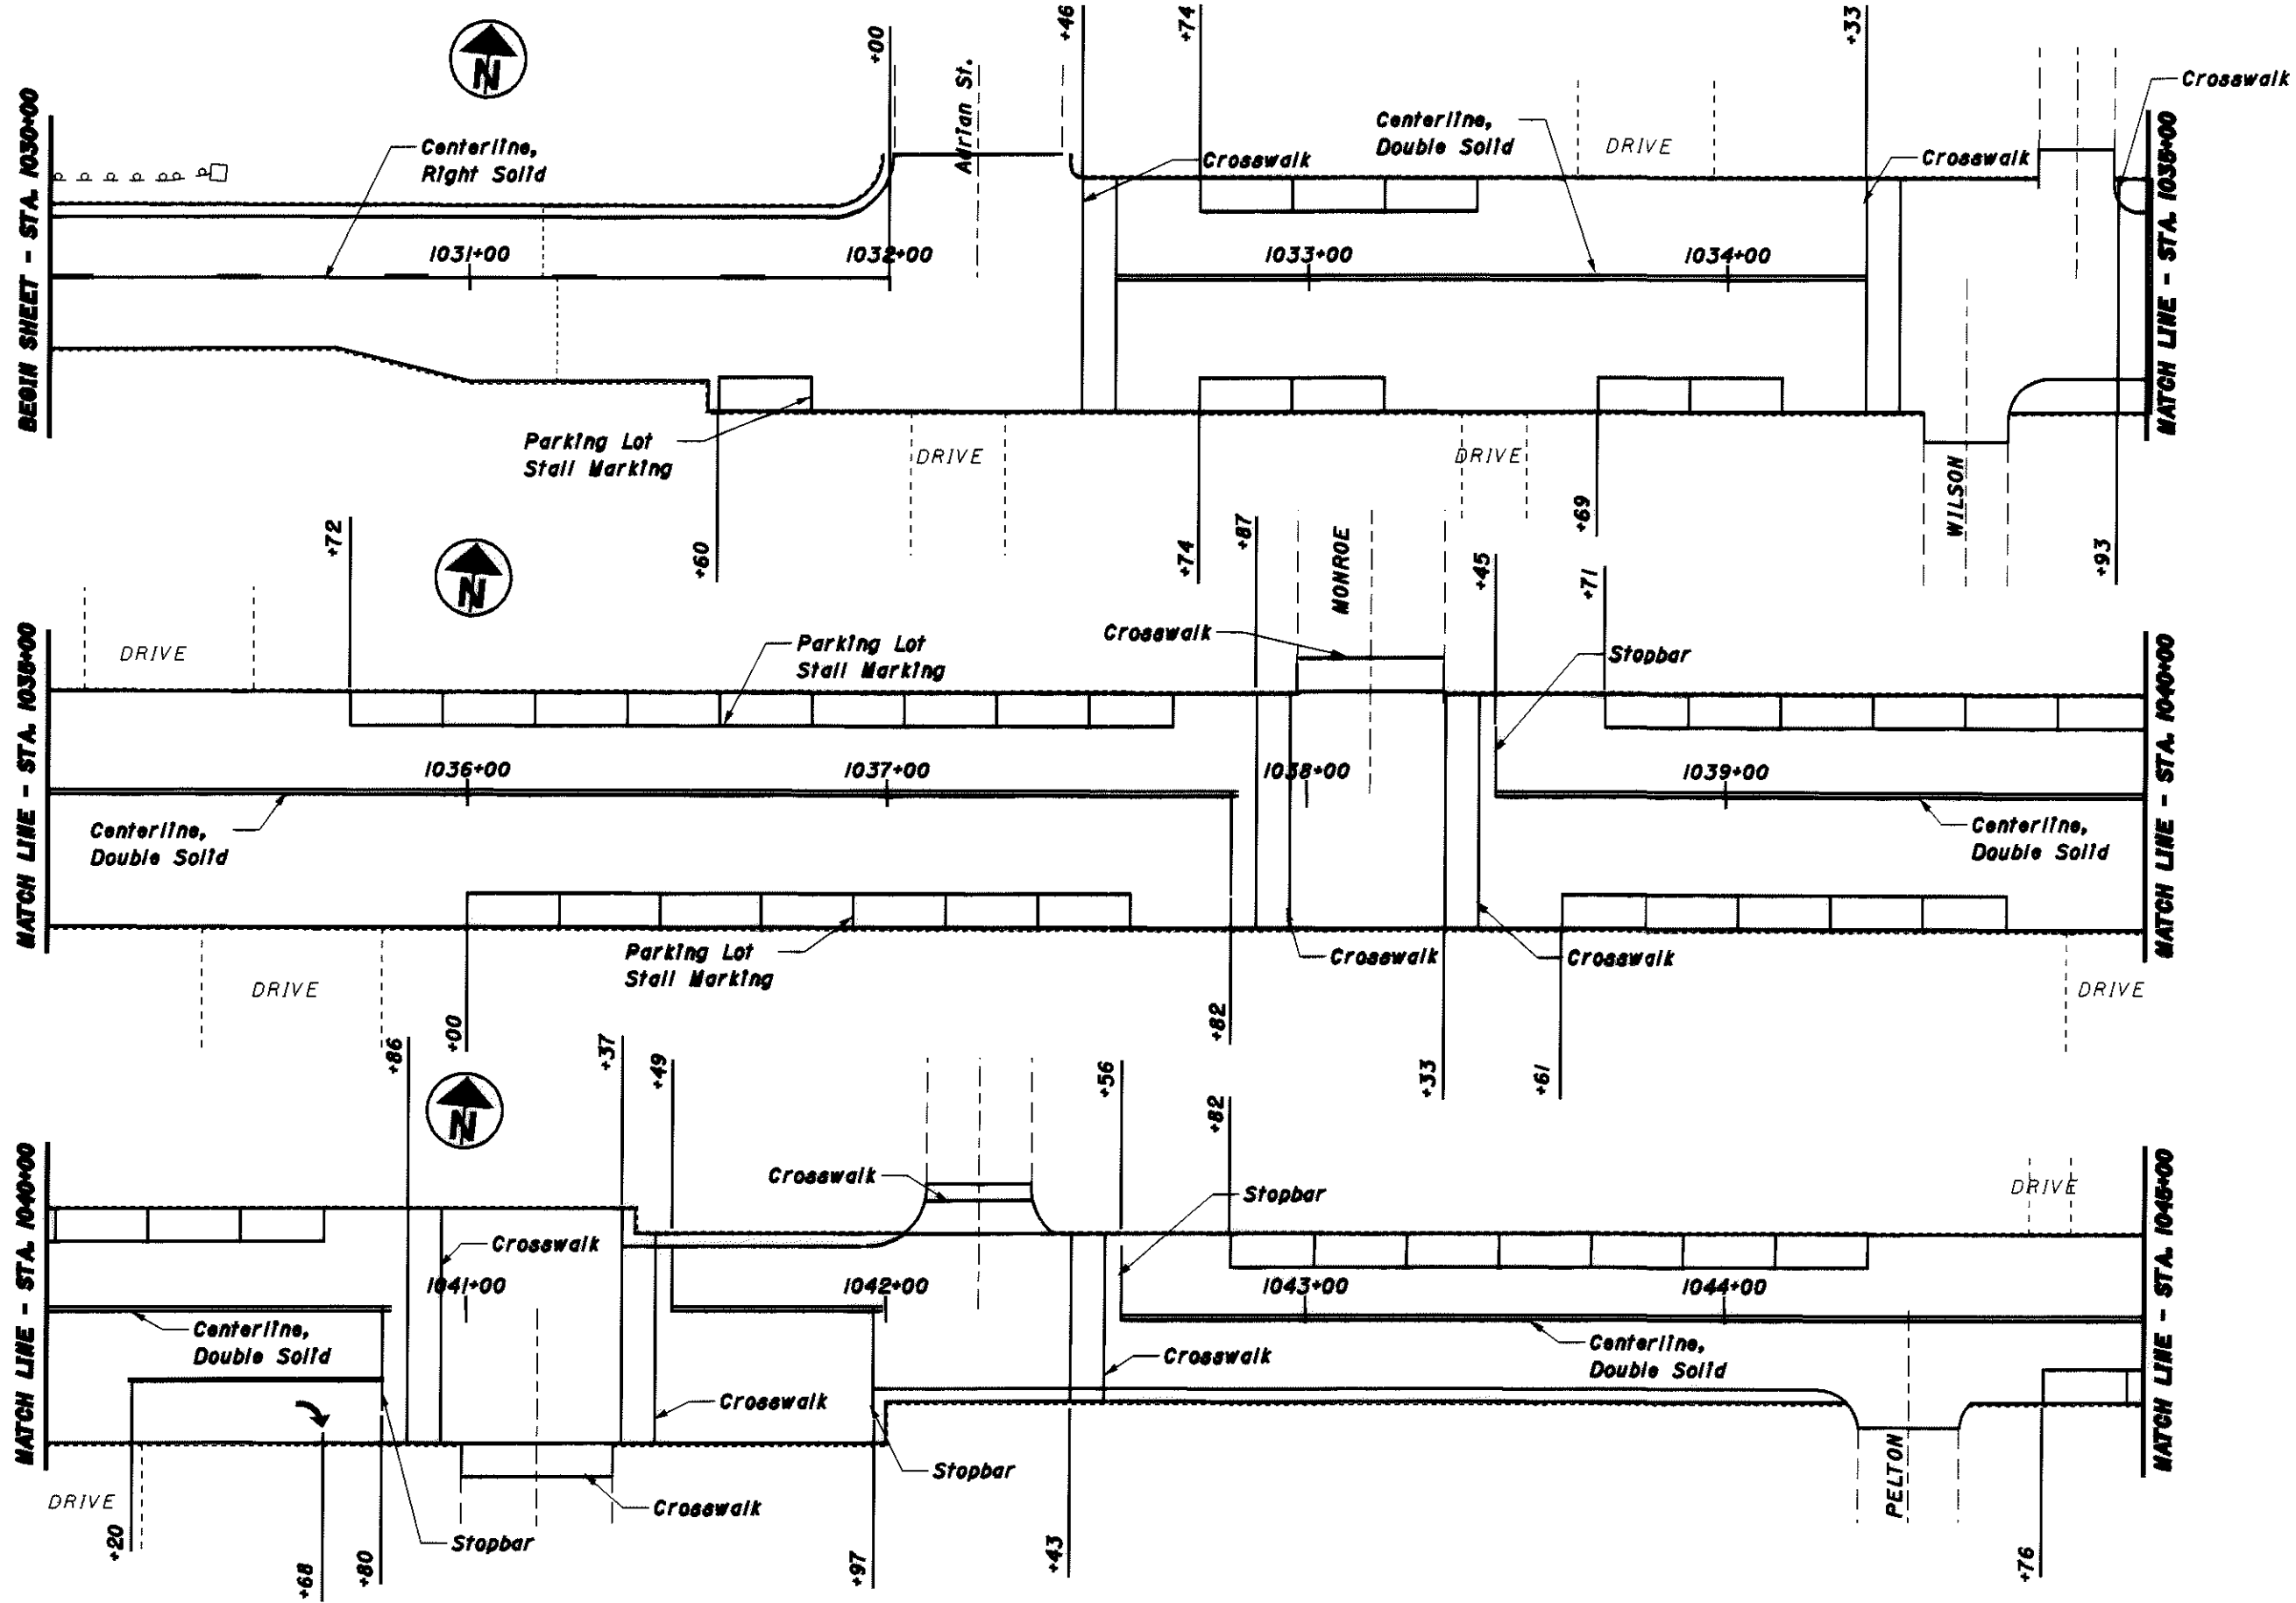 +00
+46
+74
+33
N
Adrian St.
Crosswalk
BEGIN SHEET - STA. 1030+00
Centerline,
Right Solid
Crosswalk
Centerline,
Double Solid
DRIVE
Crosswalk
MATCH LINE - STA. 1035+00
1031+00
1032+00
1033+00
1034+00
Parking Lot
Stall Marking
DRIVE
DRIVE
WILSON
+60
+74
+69
+93
+72
N
+87
MONROE
+45
+71
MATCH LINE - STA. 1035+00
DRIVE
Parking Lot
Stall Marking
Crosswalk
Stopbar
MATCH LINE - STA. 1040+00
1036+00
1037+00
1038+00
1039+00
Centerline,
Double Solid
Centerline,
Double Solid
Parking Lot
Stall Marking
Crosswalk
Crosswalk
DRIVE
DRIVE
+00
+82
+33
+61
+86
N
+37
+49
+56
+82
MATCH LINE - STA. 1040+00
Crosswalk
Crosswalk
Stopbar
DRIVE
MATCH LINE - STA. 1045+00
1041+00
1042+00
1043+00
1044+00
Centerline,
Double Solid
Crosswalk
Crosswalk
Centerline,
Double Solid
Stopbar
PELTON
DRIVE
Crosswalk
Stopbar
+20
+68
+80
+97
+43
+76